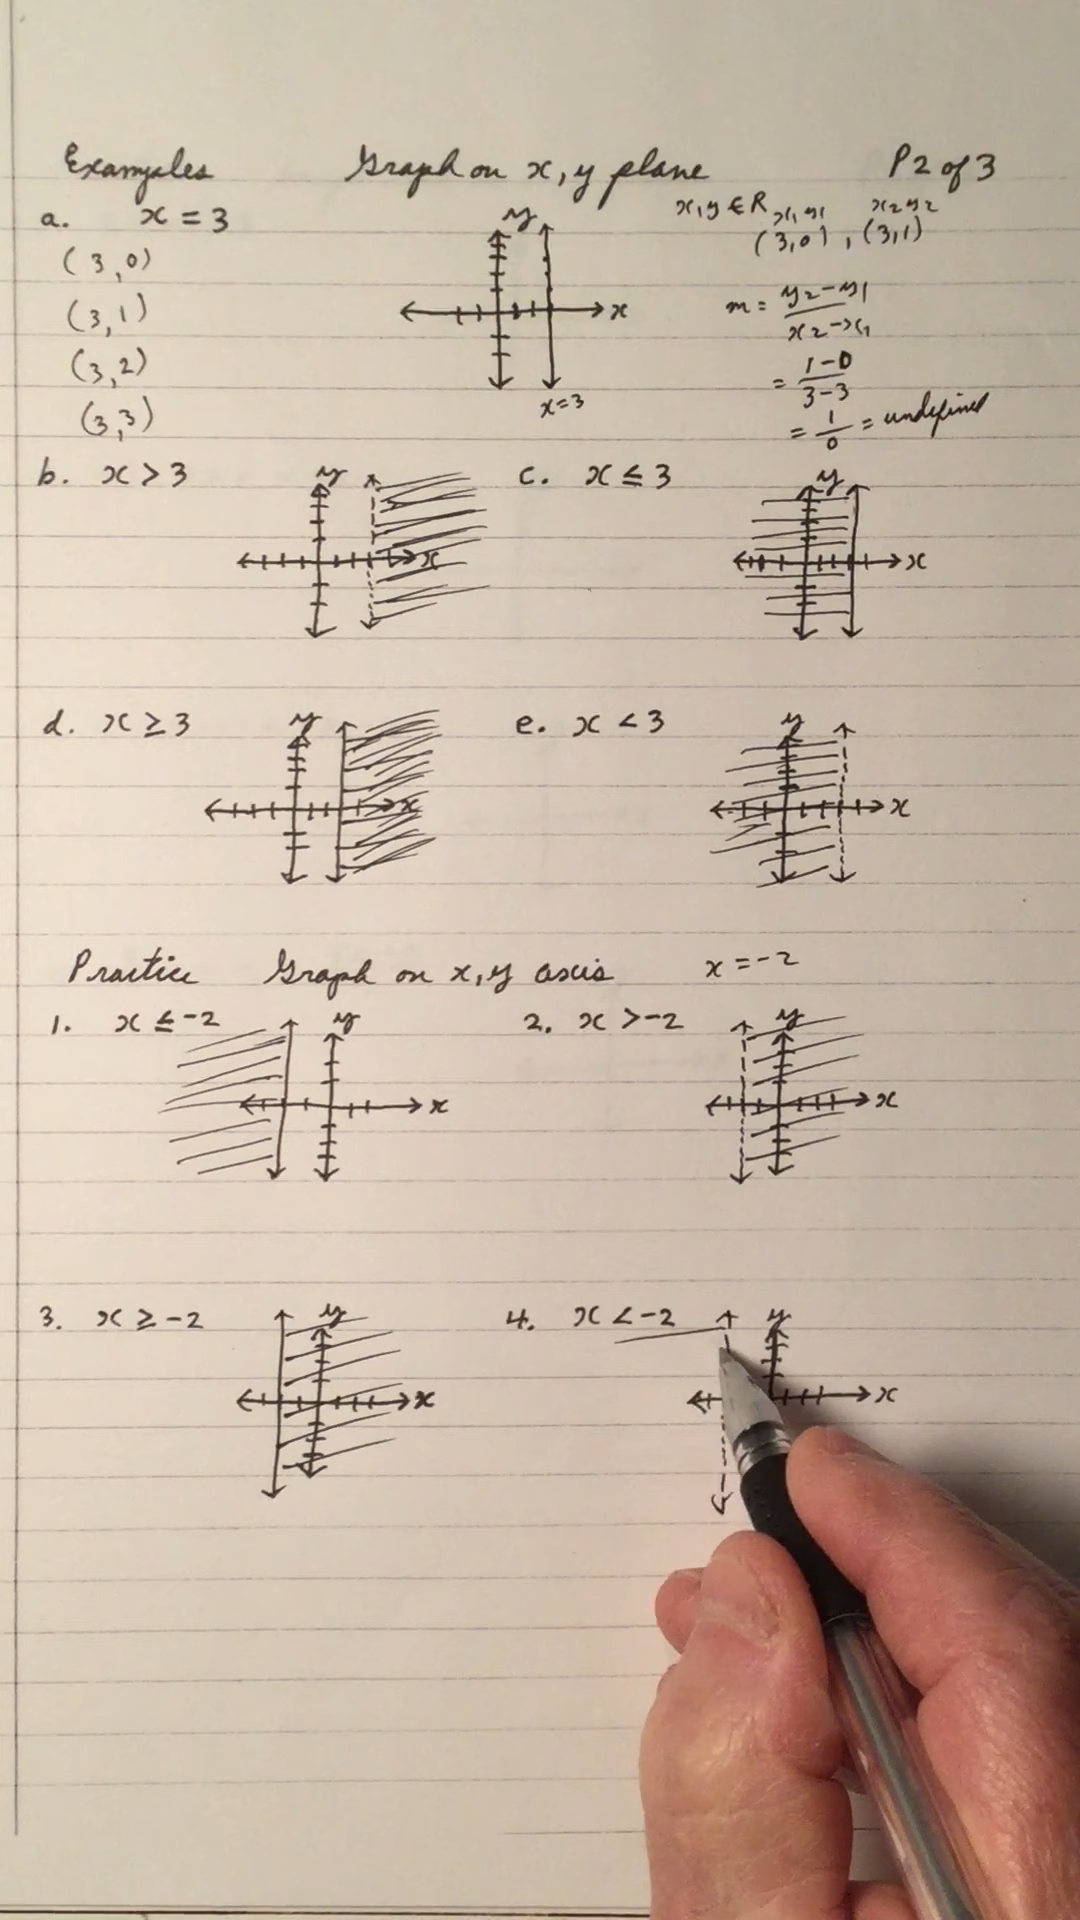 Examples Graph on x, y plane P2 of 3
a. x = 3 y x,y ∈ R x₁ y₁ x₂ y₂
(3,0) (3,0), (3,1)
(3,1) x m = y₂-y₁ / x₂-x₁
(3,2) = 1-0 / 3-3
(3,3) x=3 = 1/0 = undefined
b. x > 3 y c. x ≤ 3 y
x x
d. x ≥ 3 y e. x < 3 y
x x
Practice Graph on x,y axis x = -2
1. x ≤ -2 y 2. x > -2 y
x x
3. x ≥ -2 y 4. x < -2 y
x x